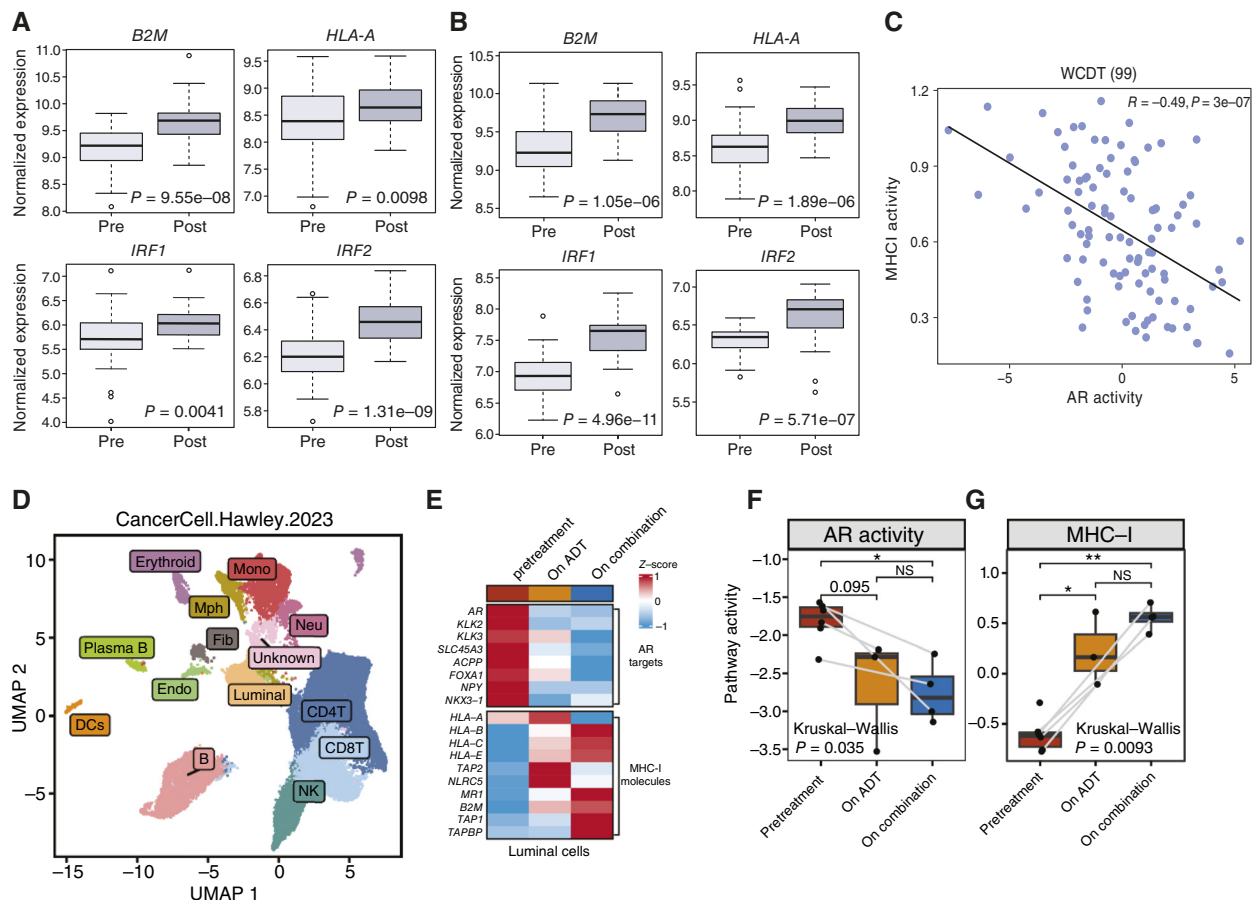 A
B2M
Normalized expression
11.0
10.5
10.0
9.5
9.0
8.5
8.0
P = 9.55e−08
Pre Post
HLA-A
9.5
9.0
8.5
8.0
7.5
7.0
P = 0.0098
Pre Post
IRF1
Normalized expression
7.0
6.5
6.0
5.5
5.0
4.5
4.0
P = 0.0041
Pre Post
IRF2
6.8
6.6
6.4
6.2
6.0
5.8
P = 1.31e−09
Pre Post
B
B2M
Normalized expression
10.5
10.0
9.5
9.0
8.5
P = 1.05e−06
Pre Post
HLA-A
9.5
9.0
8.5
8.0
P = 1.89e−06
Pre Post
IRF1
Normalized expression
8.5
8.0
7.5
7.0
6.5
6.0
P = 4.96e−11
Pre Post
IRF2
7.0
6.5
6.0
5.5
P = 5.71e−07
Pre Post
C
WCDT (99)
R = −0.49, P = 3e−07
MHCI activity
1.2
0.9
0.6
0.3
−5 0 5
AR activity
D
CancerCell.Hawley.2023
UMAP 2
10
5
0
−5
Erythroid
Mono
Mph
Neu
Fib
Plasma B
Unknown
Endo
Luminal
CD4T
DCs
CD8T
B
NK
−15 −10 −5 0 5
UMAP 1
E
pretreatment
On ADT
On combination
Z–score
1
0
−1
AR
KLK2
KLK3
SLC45A3
ACPP
FOXA1
NPY
NKX3–1
AR
targets
HLA–A
HLA–B
HLA–C
HLA–E
TAP2
NLRC5
MR1
B2M
TAP1
TAPBP
MHC-I
molecules
Luminal cells
F
AR activity
Pathway activity
−1.0
−1.5
−2.0
−2.5
−3.0
−3.5
*
NS
0.095
Kruskal–Wallis
P = 0.035
Pretreatment
On ADT
On combination
G
MHC–I
1.0
0.5
0.0
−0.5
**
NS
*
Kruskal–Wallis
P = 0.0093
Pretreatment
On ADT
On combination